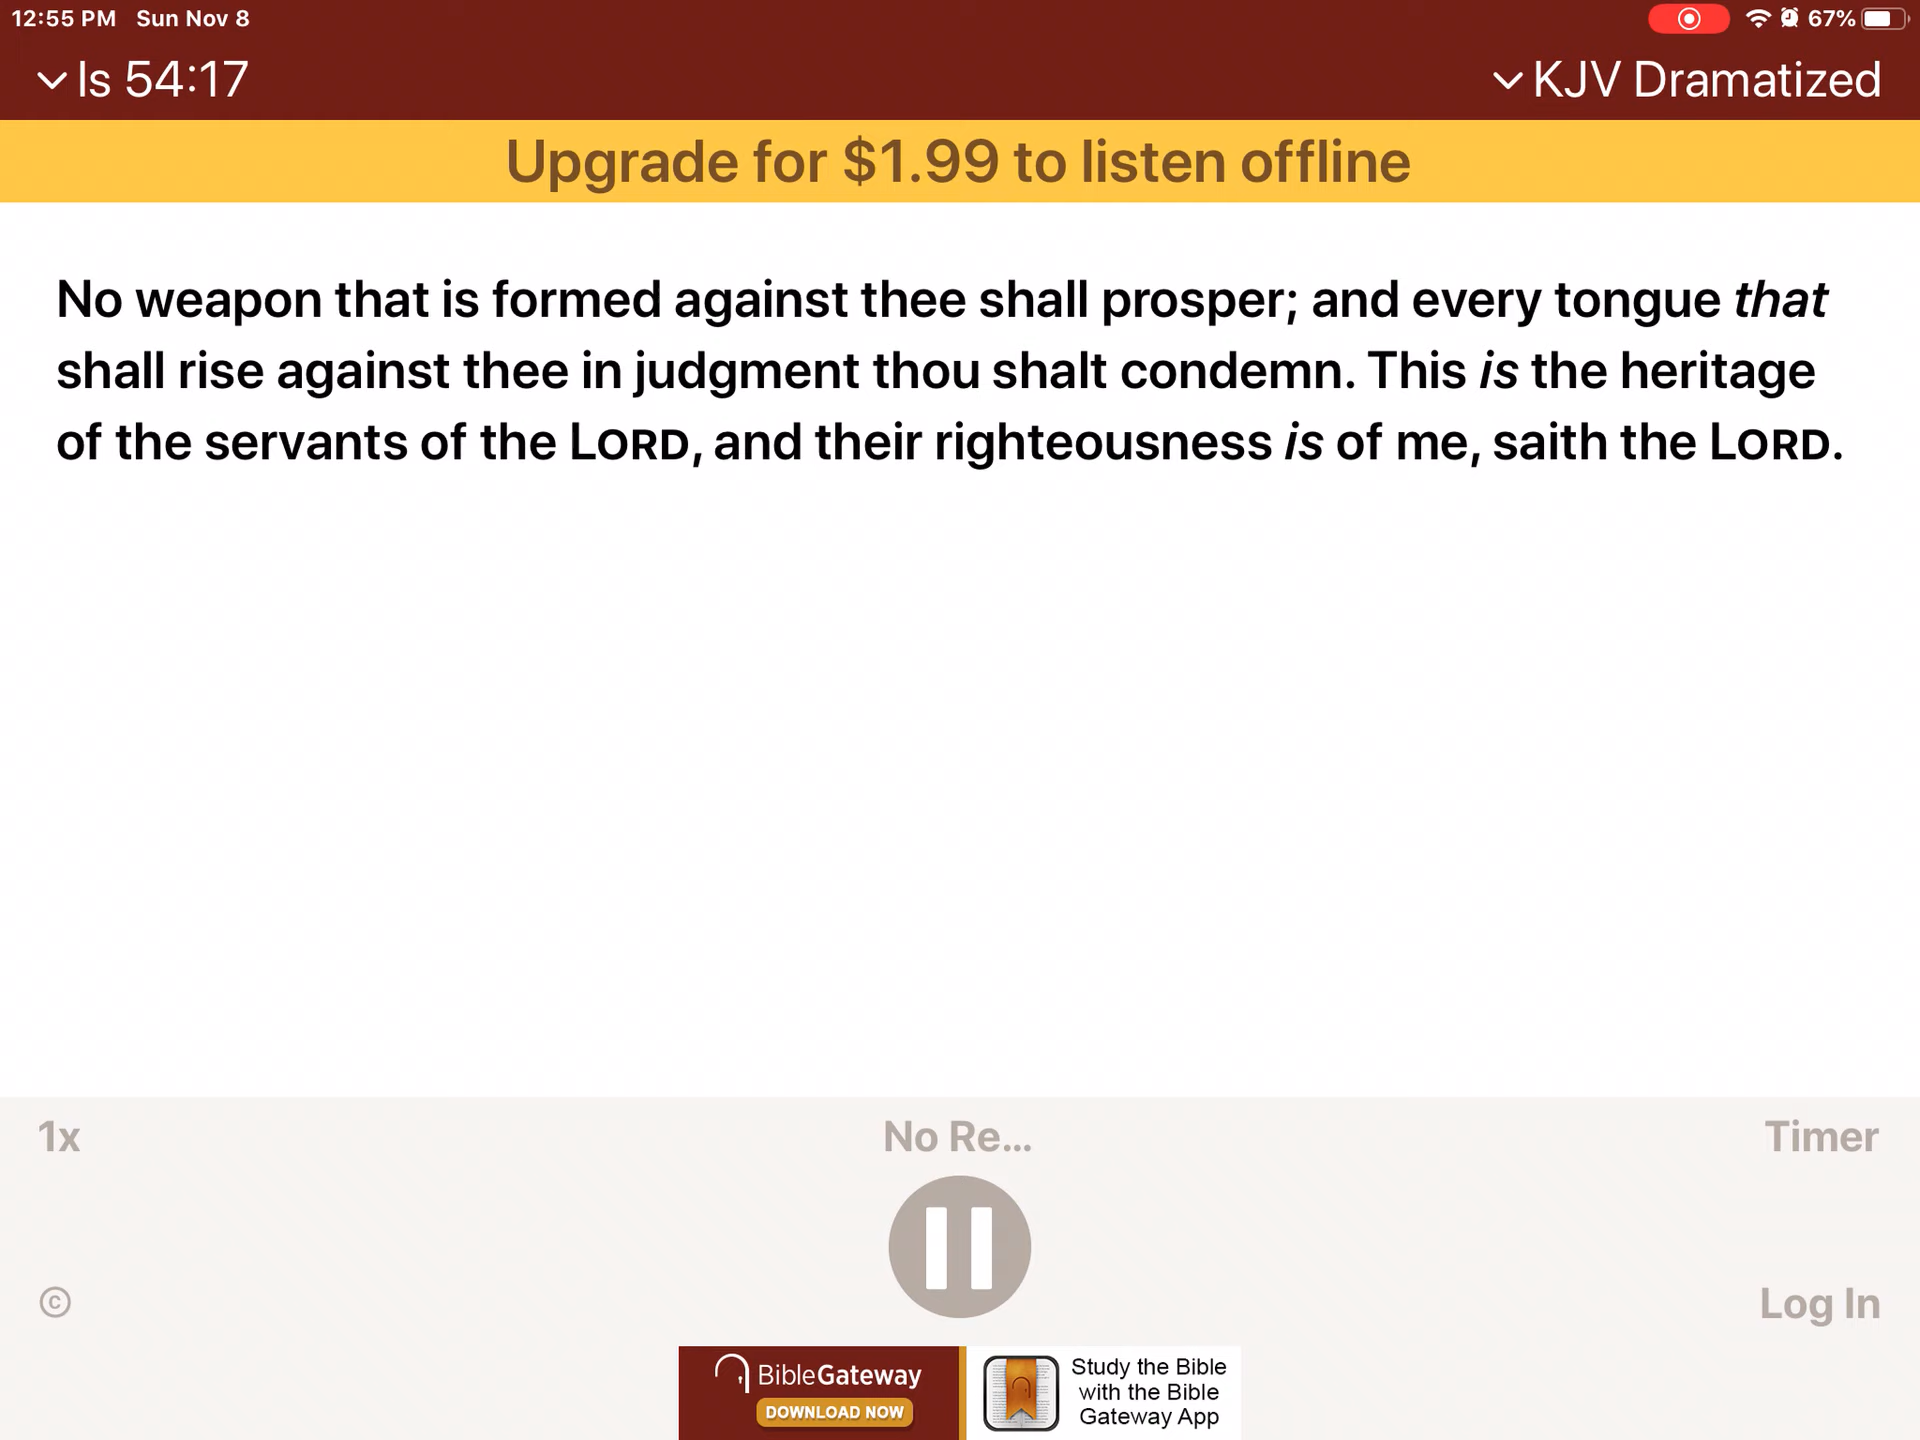 12:55 PM Sun Nov 8
67%
Is 54:17
KJV Dramatized
Upgrade for $1.99 to listen offline
No weapon that is formed against thee shall prosper; and every tongue that
shall rise against thee in judgment thou shalt condemn. This is the heritage
of the servants of the LORD, and their righteousness is of me, saith the LORD.
1x
No Re...
Timer
©
Log In
BibleGateway
DOWNLOAD NOW
Study the Bible
with the Bible
Gateway App